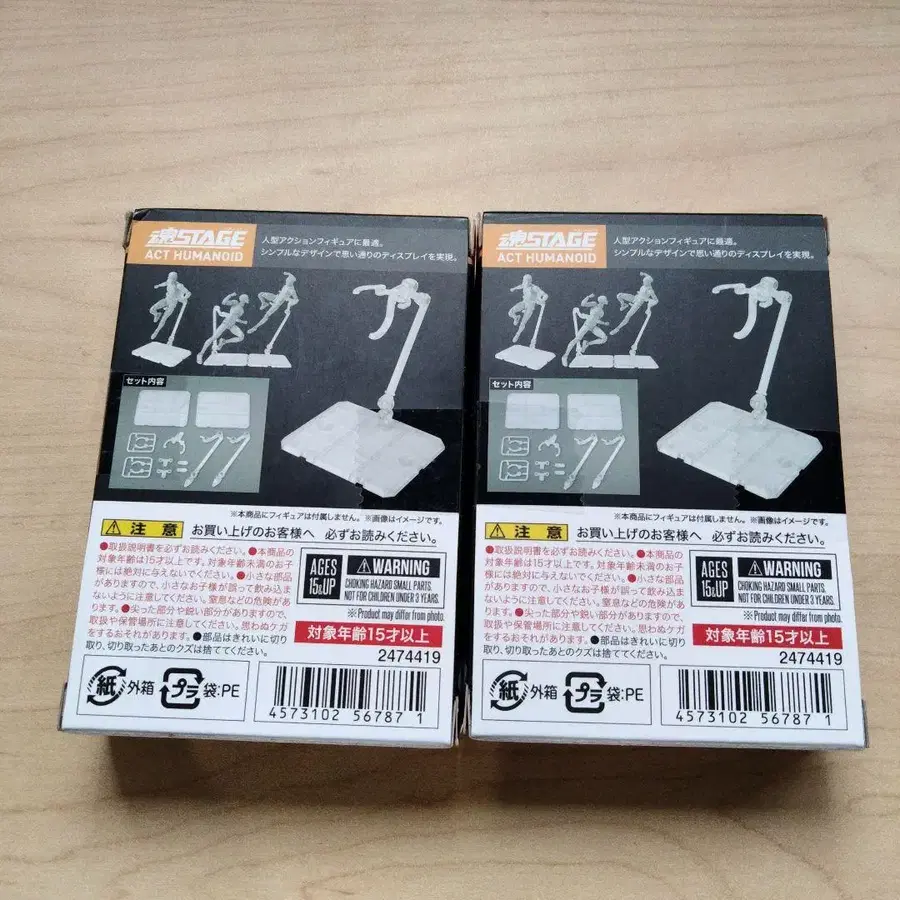 魂STAGE
ACT HUMANOID
人型アクションフィギュアに最適。
シンプルなデザインで思い通りのディスプレイを実現。
セット内容
※本商品にフィギュアは付属しません。※画像はイメージです。
注意
お買い上げのお客様へ 必ずお読みください。
●取扱説明書を必ずお読みください。●本商品の
対象年齢は15才以上です。対象年齢未満のお子
様には絶対に与えないでください。●小さな部品
がありますので、小さなお子様が誤って飲み込ま
ないように注意してください。窒息などの危険があ
ります。●尖った部分や鋭い部分がありますので、
取扱や保管場所に注意してください。思わぬケガ
をするおそれがあります。●部品はきれいに切り
取り、切り取ったあとのクズは捨ててください。
AGES
15&UP
WARNING
CHOKING HAZARD SMALL PARTS.
NOT FOR CHILDREN UNDER 3 YEARS.
※Product may differ from photo.
対象年齢15才以上
2474419
紙 外箱 プラ 袋:PE
4573102 567871
魂STAGE
ACT HUMANOID
人型アクションフィギュアに最適。
シンプルなデザインで思い通りのディスプレイを実現。
セット内容
※本商品にフィギュアは付属しません。※画像はイメージです。
注意
お買い上げのお客様へ 必ずお読みください。
●取扱説明書を必ずお読みください。●本商品の
対象年齢は15才以上です。対象年齢未満のお子
様には絶対に与えないでください。●小さな部品
がありますので、小さなお子様が誤って飲み込ま
ないように注意してください。窒息などの危険があ
ります。●尖った部分や鋭い部分がありますので、
取扱や保管場所に注意してください。思わぬケガ
をするおそれがあります。●部品はきれいに切り
取り、切り取ったあとのクズは捨ててください。
AGES
15&UP
WARNING
CHOKING HAZARD SMALL PARTS.
NOT FOR CHILDREN UNDER 3 YEARS.
※Product may differ from photo.
対象年齢15才以上
2474419
紙 外箱 プラ 袋:PE
4573102 567871